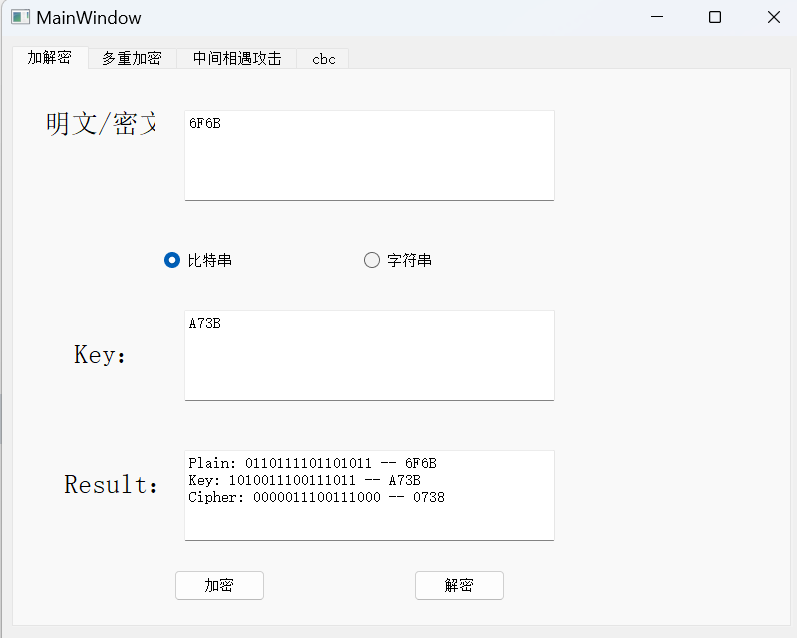 MainWindow
加解密 多重加密 中间相遇攻击 cbc
明文/密文
6F6B
比特串 字符串
Key:
A73B
Result:
Plain: 0110111101101011 -- 6F6B
Key: 1010011100111011 -- A73B
Cipher: 0000011100111000 -- 0738
加密 解密